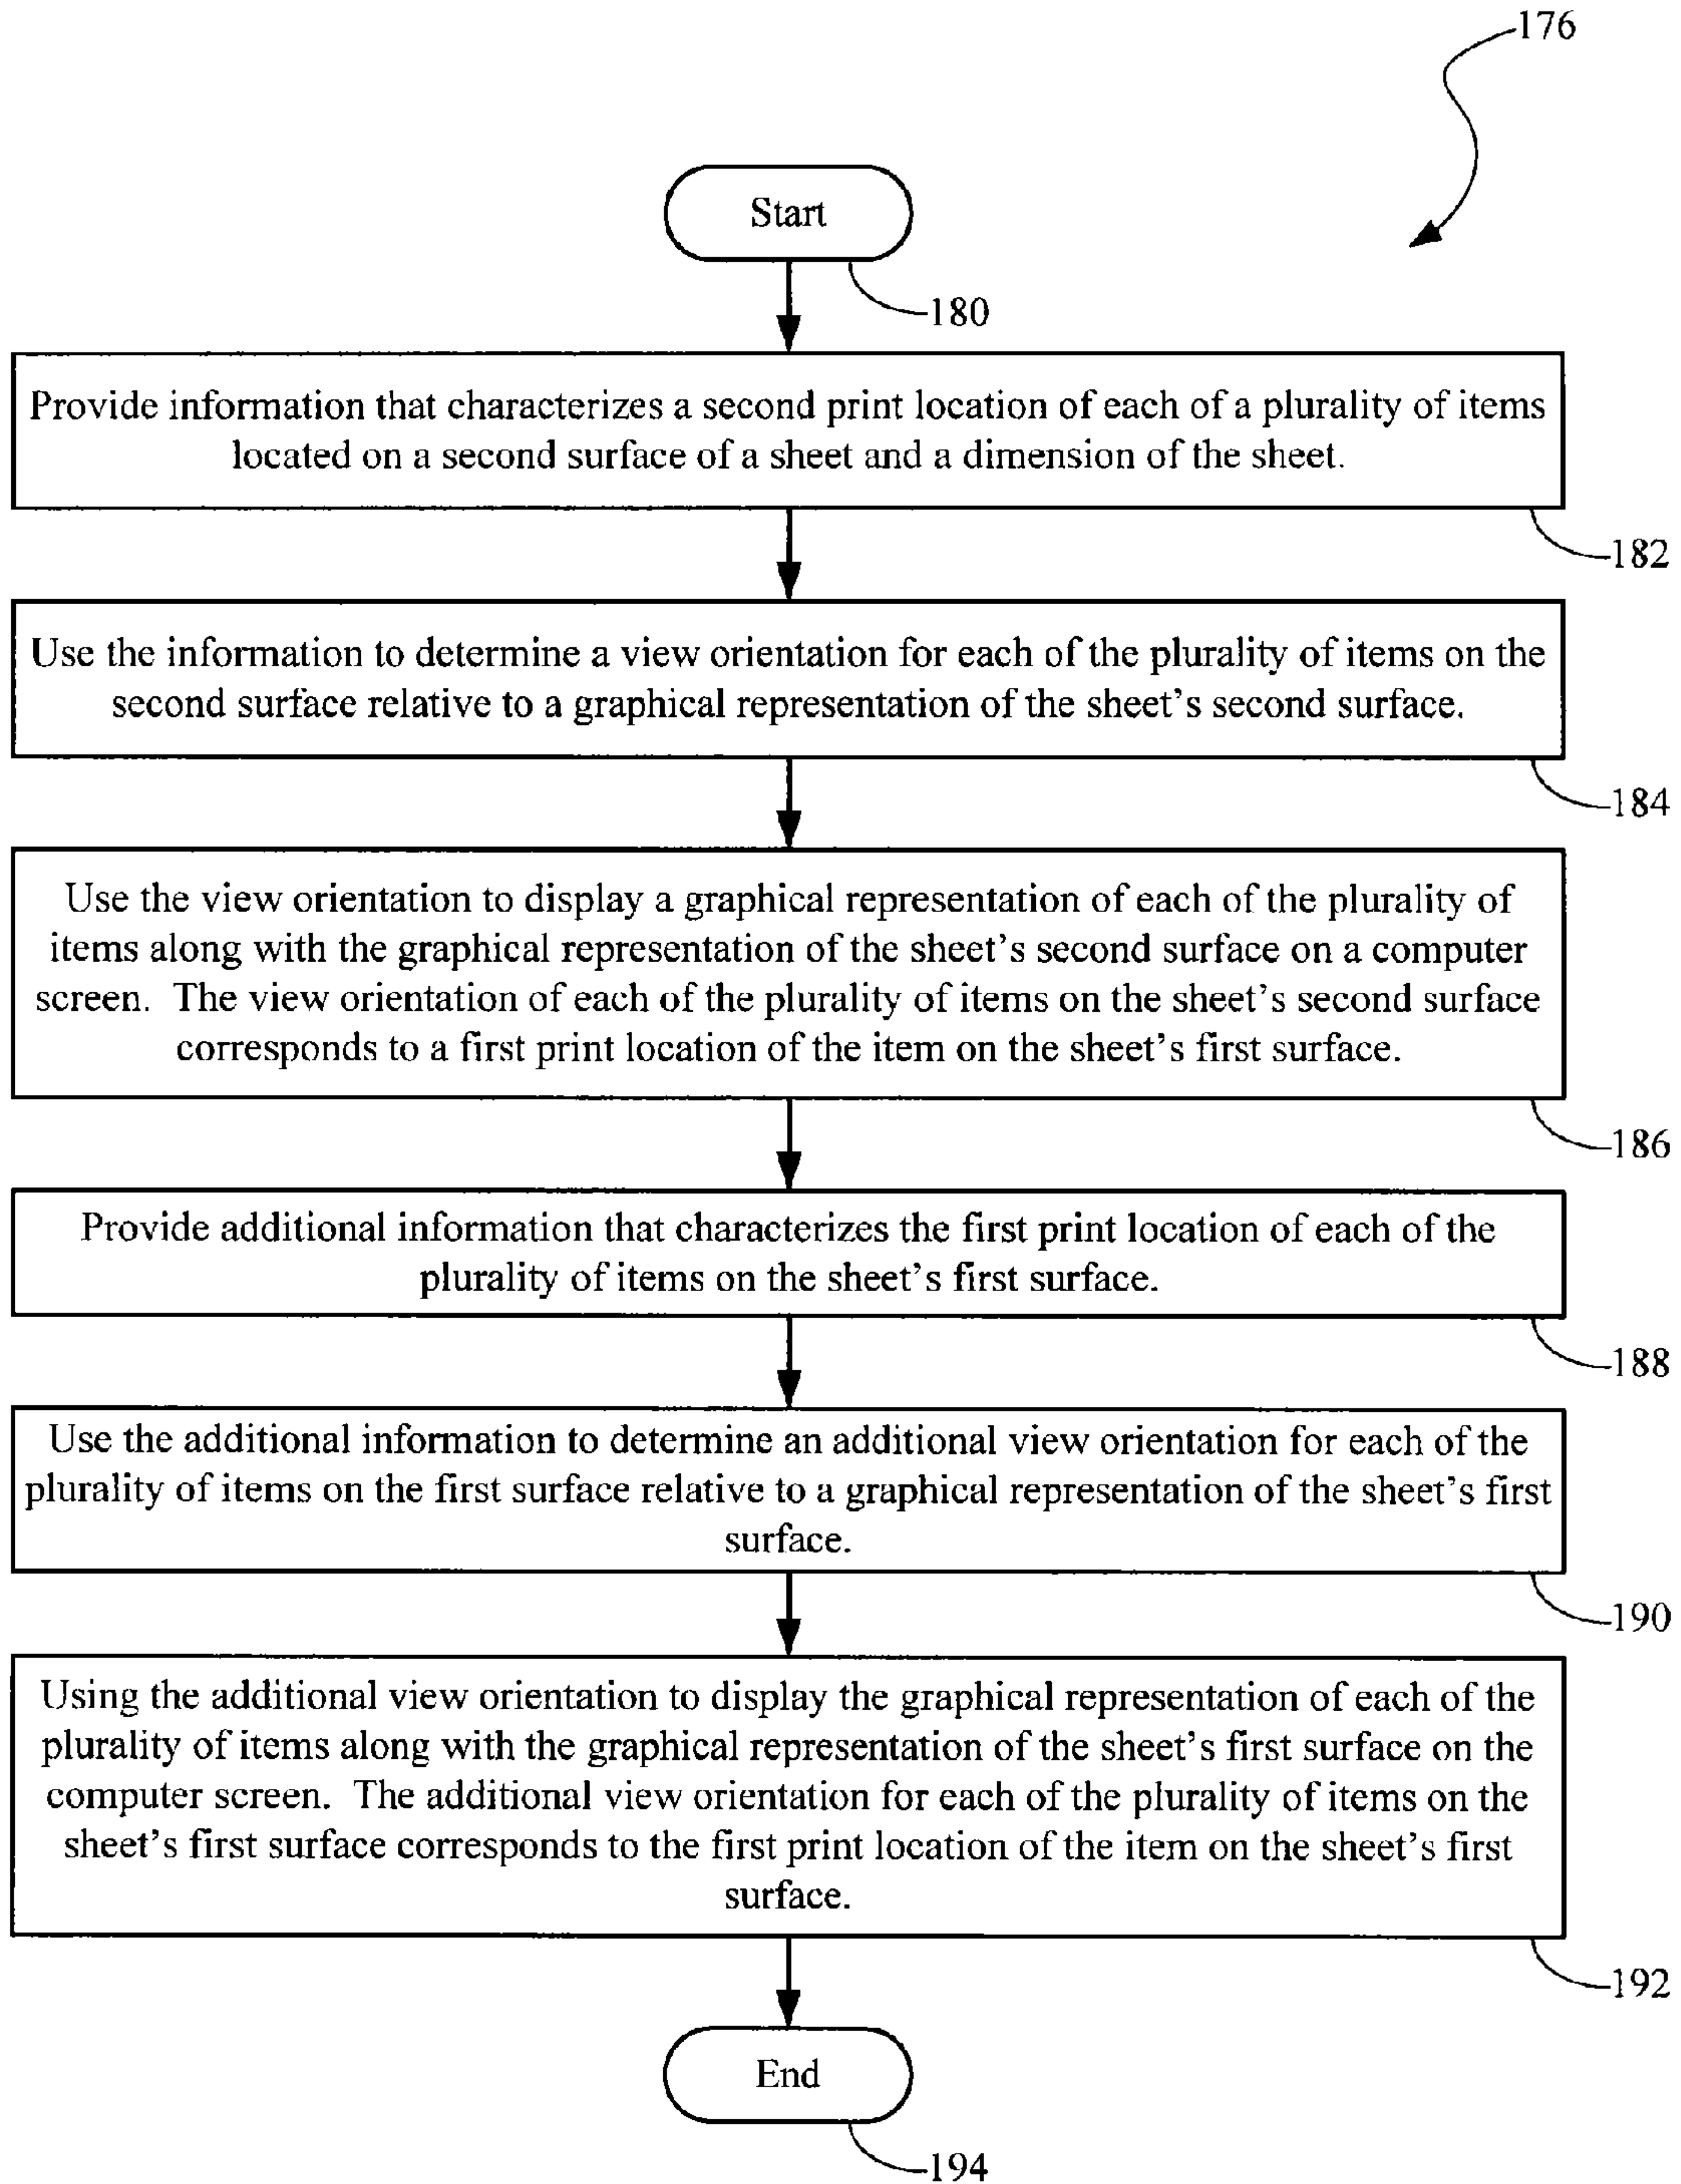 176
Start
180
Provide information that characterizes a second print location of each of a plurality of items
located on a second surface of a sheet and a dimension of the sheet.
182
Use the information to determine a view orientation for each of the plurality of items on the
second surface relative to a graphical representation of the sheet's second surface.
184
Use the view orientation to display a graphical representation of each of the plurality of
items along with the graphical representation of the sheet's second surface on a computer
screen. The view orientation of each of the plurality of items on the sheet's second surface
corresponds to a first print location of the item on the sheet's first surface.
186
Provide additional information that characterizes the first print location of each of the
plurality of items on the sheet's first surface.
188
Use the additional information to determine an additional view orientation for each of the
plurality of items on the first surface relative to a graphical representation of the sheet's first
surface.
190
Using the additional view orientation to display the graphical representation of each of the
plurality of items along with the graphical representation of the sheet's first surface on the
computer screen. The additional view orientation for each of the plurality of items on the
sheet's first surface corresponds to the first print location of the item on the sheet's first
surface.
192
End
194